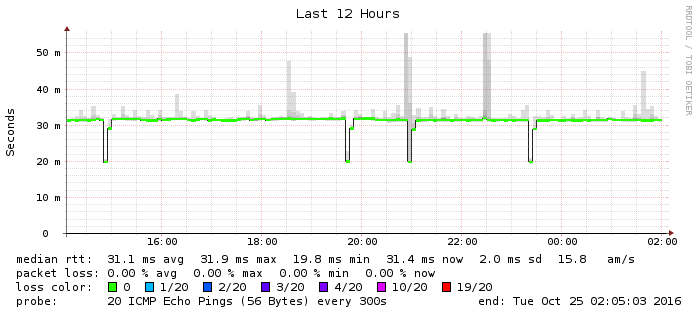 Last 12 Hours
RRDTOOL / TOBI OETIKER
Seconds
50 m
40 m
30 m
20 m
10 m
0
16:00 18:00 20:00 22:00 00:00 02:00
median rtt: 31.1 ms avg 31.9 ms max 19.8 ms min 31.4 ms now 2.0 ms sd 15.8 am/s
packet loss: 0.00 % avg 0.00 % max 0.00 % min 0.00 % now
loss color: 0 1/20 2/20 3/20 4/20 10/20 19/20
probe: 20 ICMP Echo Pings (56 Bytes) every 300s end: Tue Oct 25 02:05:03 2016